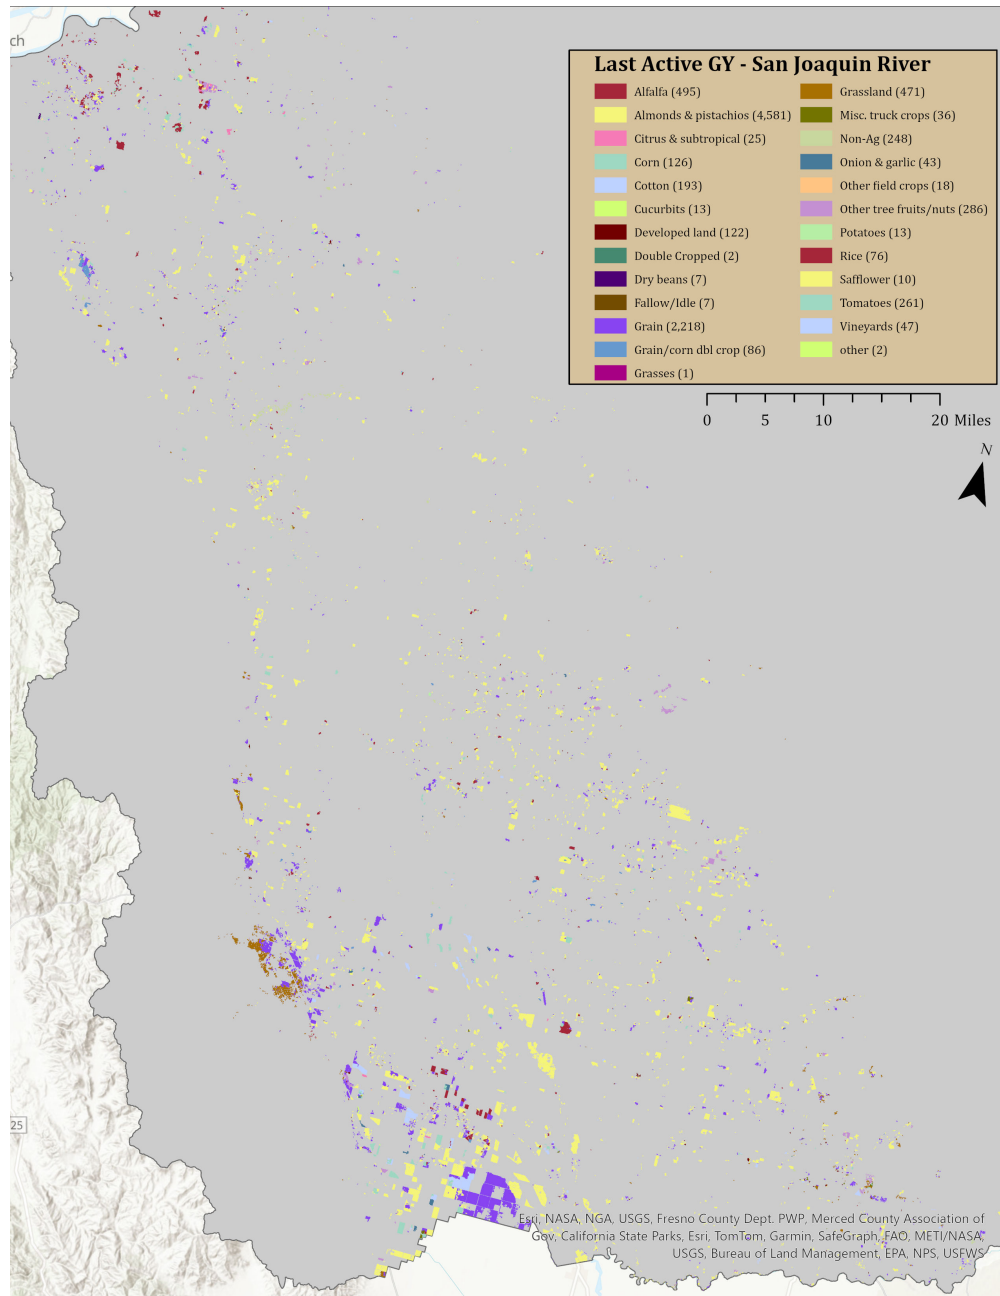 ch
Last Active GY - San Joaquin River
Alfalfa (495)
Almonds & pistachios (4,581)
Citrus & subtropical (25)
Corn (126)
Cotton (193)
Cucurbits (13)
Developed land (122)
Double Cropped (2)
Dry beans (7)
Fallow/Idle (7)
Grain (2,218)
Grain/corn dbl crop (86)
Grasses (1)
Grassland (471)
Misc. truck crops (36)
Non-Ag (248)
Onion & garlic (43)
Other field crops (18)
Other tree fruits/nuts (286)
Potatoes (13)
Rice (76)
Safflower (10)
Tomatoes (261)
Vineyards (47)
other (2)
0 5 10 20 Miles
N
25
Esri, NASA, NGA, USGS, Fresno County Dept. PWP, Merced County Association of
Gov, California State Parks, Esri, TomTom, Garmin, SafeGraph, FAO, METI/NASA,
USGS, Bureau of Land Management, EPA, NPS, USFWS